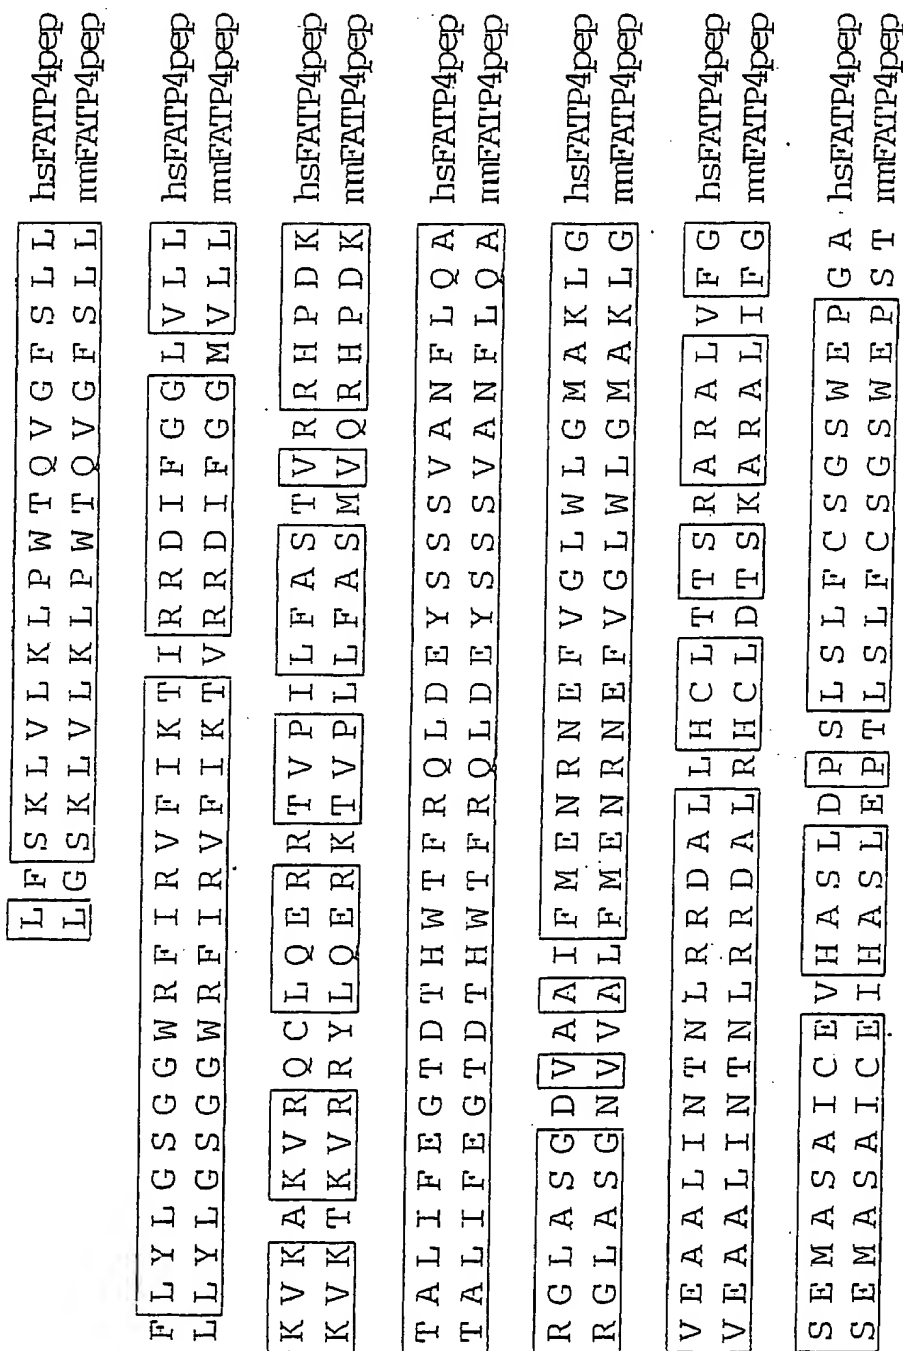 L F S K L V L K L P W T Q V G F S L L hsFATP4pep
L G S K L V L K L P W T Q V G F S L L mmFATP4pep
F L Y L G S G G W R F I R V F I K T I R R D I F G G L V L L hsFATP4pep
L L Y L G S G G W R F I R V F I K T V R R D I F G G M V L L mmFATP4pep
K V K A K V R Q C L Q E R R T V P I L F A S T V R R H P D K hsFATP4pep
K V K T K V R R Y L Q E R K T V P L L F A S M V Q R H P D K mmFATP4pep
T A L I F E G T D T H W T F R Q L D E Y S S S V A N F L Q A hsFATP4pep
T A L I F E G T D T H W T F R Q L D E Y S S S V A N F L Q A mmFATP4pep
R G L A S G D V A A I F M E N R N E F V G L W L G M A K L G hsFATP4pep
R G L A S G N V V A L F M E N R N E F V G L W L G M A K L G mmFATP4pep
V E A A L I N T N L R R D A L L H C L T T S R A R A L V F G hsFATP4pep
V E A A L I N T N L R R D A L R H C L D T S K A R A L I F G mmFATP4pep
S E M A S A I C E V H A S L D P S L S L F C S G S W E P G A hsFATP4pep
S E M A S A I C E I H A S L E P T L S L F C S G S W E P S T mmFATP4pep